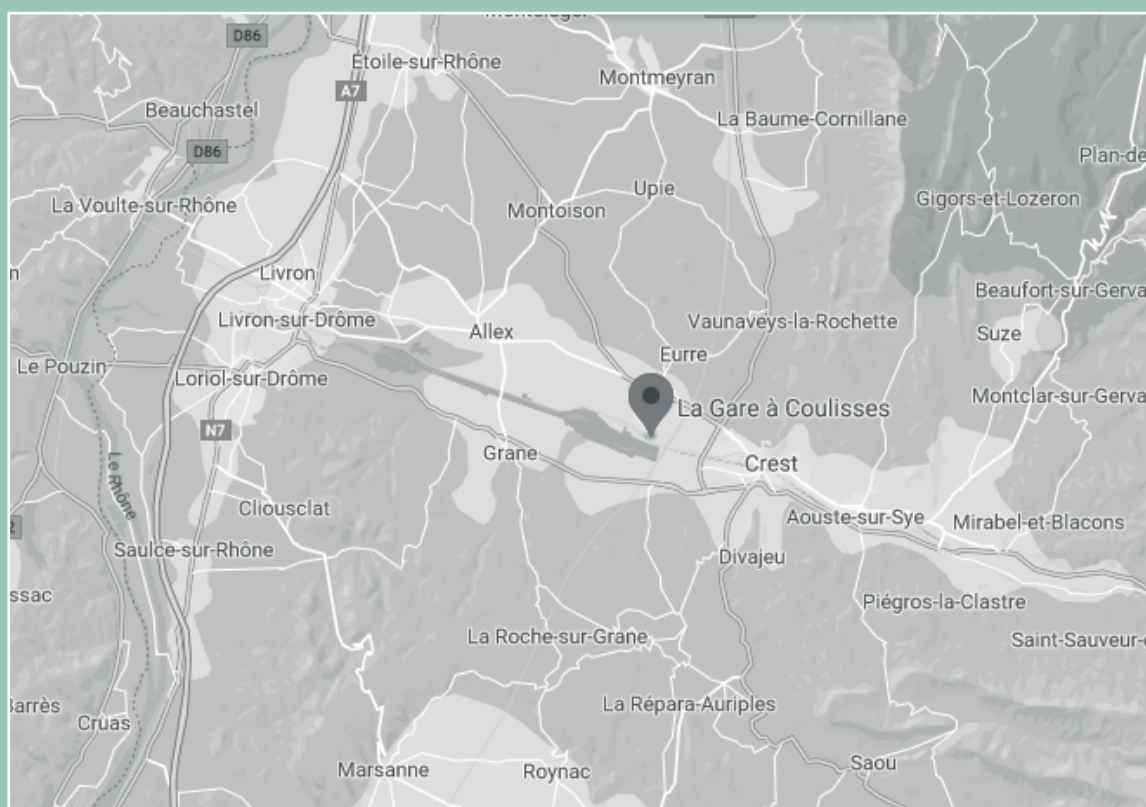 D86
Étoile-sur-Rhône
Montmeyran
A7
Beauchastel
La Baume-Cornillane
D86
Plan-de
Upie
Gigors-et-Lozeron
La Voulte-sur-Rhône
Montoison
Livron
Beaufort-sur-Gerva
Livron-sur-Drôme
Allex
Vaunaveys-la-Rochette
Suze
Eurre
Le Pouzin
Loriol-sur-Drôme
Montclar-sur-Gerva
La Gare à Coulisses
N7
Grane
Crest
Le Rhône
Cliousclat
Aouste-sur-Sye
Mirabel-et-Blacons
Saulce-sur-Rhône
Divajeu
ssac
Piégros-la-Clastre
La Roche-sur-Grane
Saint-Sauveur-e
La Répara-Auriples
Barrès
Cruas
Saou
Marsanne
Roynac